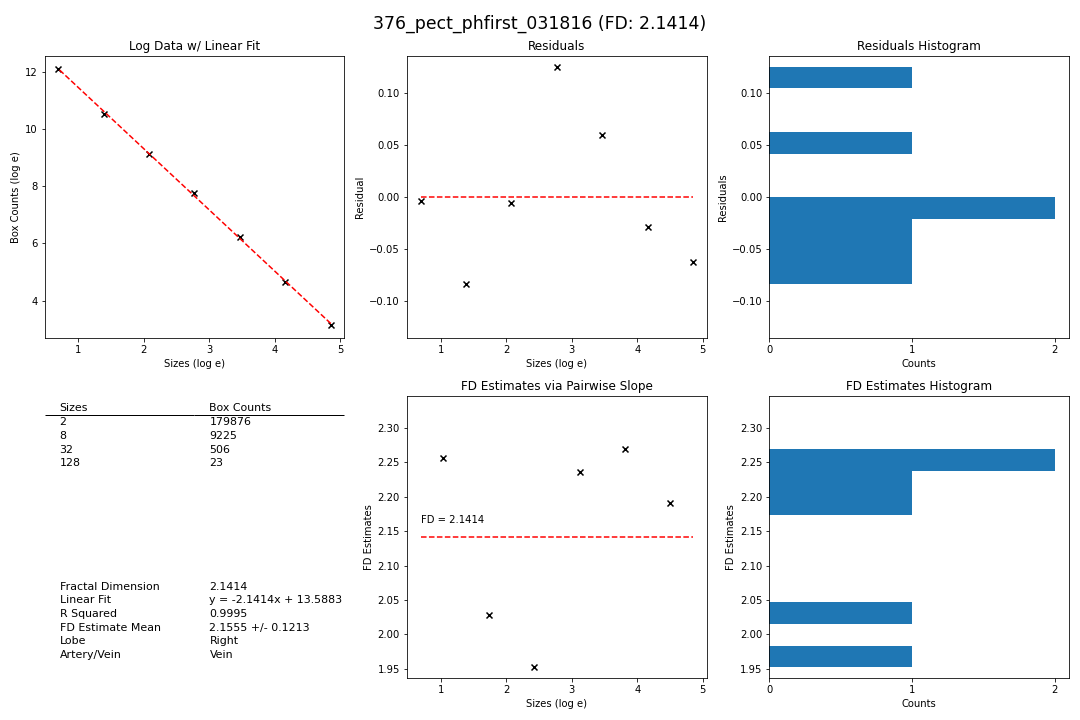 376_pect_phfirst_031816 (FD: 2.1414)
Log Data w/ Linear Fit
12
10
8
6
4
Box Counts (log e)
1 2 3 4 5
Sizes (log e)
Residuals
0.10
0.05
0.00
−0.05
−0.10
Residual
1 2 3 4 5
Sizes (log e)
Residuals Histogram
0.10
0.05
0.00
−0.05
−0.10
Residuals
0 1 2
Counts
Sizes Box Counts
2 179876
8 9225
32 506
128 23
Fractal Dimension 2.1414
Linear Fit y = -2.1414x + 13.5883
R Squared 0.9995
FD Estimate Mean 2.1555 +/- 0.1213
Lobe Right
Artery/Vein Vein
FD Estimates via Pairwise Slope
2.30
2.25
2.20
2.15
2.10
2.05
2.00
1.95
FD Estimates
FD = 2.1414
1 2 3 4 5
Sizes (log e)
FD Estimates Histogram
2.30
2.25
2.20
2.15
2.10
2.05
2.00
1.95
FD Estimates
0 1 2
Counts